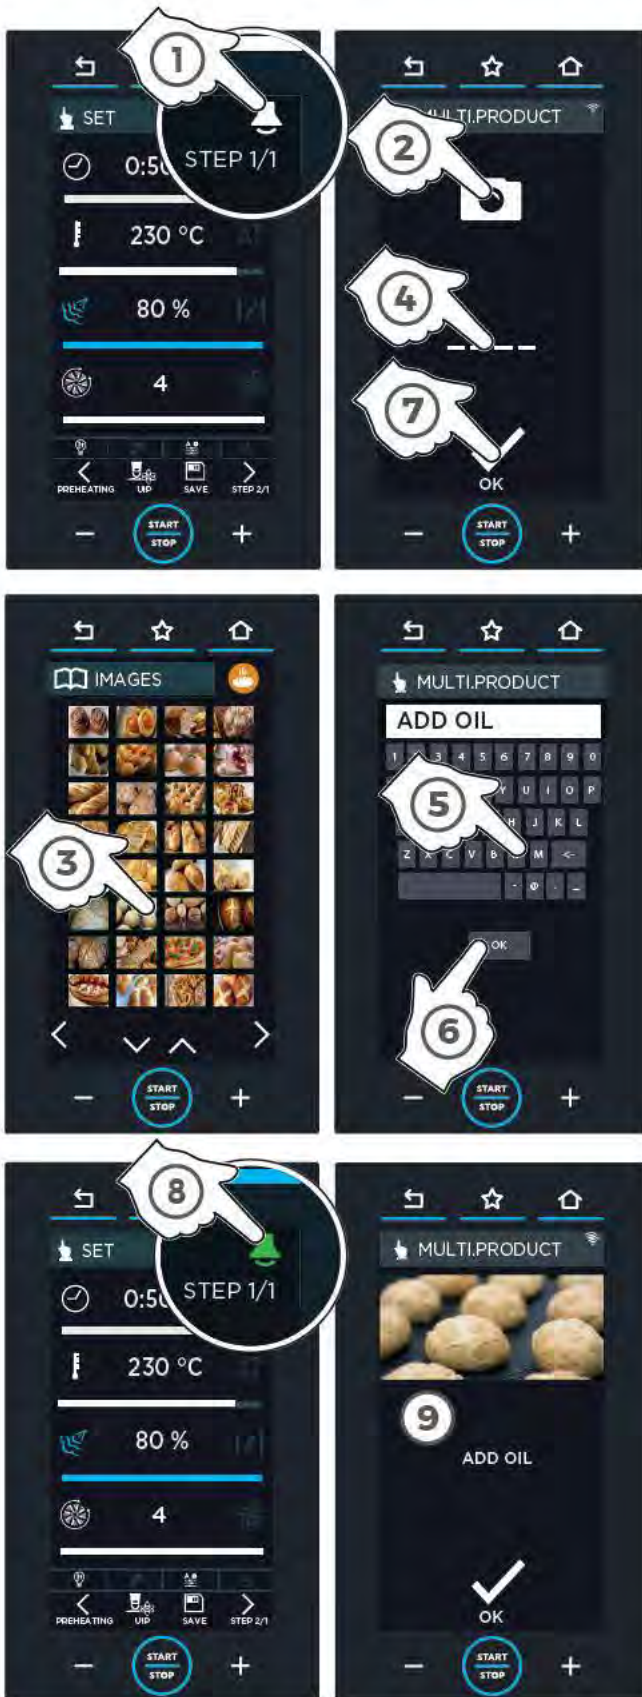 1
SET
STEP 1/1
0:50
230 °C
80 %
4
PREHEATING
UIP
SAVE
STEP 2/1
−
START
STOP
+
MULTI.PRODUCT
2
4
7
OK
−
START
STOP
+
IMAGES
3
−
START
STOP
+
MULTI.PRODUCT
ADD OIL
1 3 4 5 6 7 8 9 0
Y U I O P
5
H J K L
Z X C V B M <-
- @ . _
OK
6
−
START
STOP
+
8
SET
STEP 1/1
0:50
230 °C
80 %
4
PREHEATING
UIP
SAVE
STEP 2/1
−
START
STOP
+
MULTI.PRODUCT
9
ADD OIL
OK
−
START
STOP
+